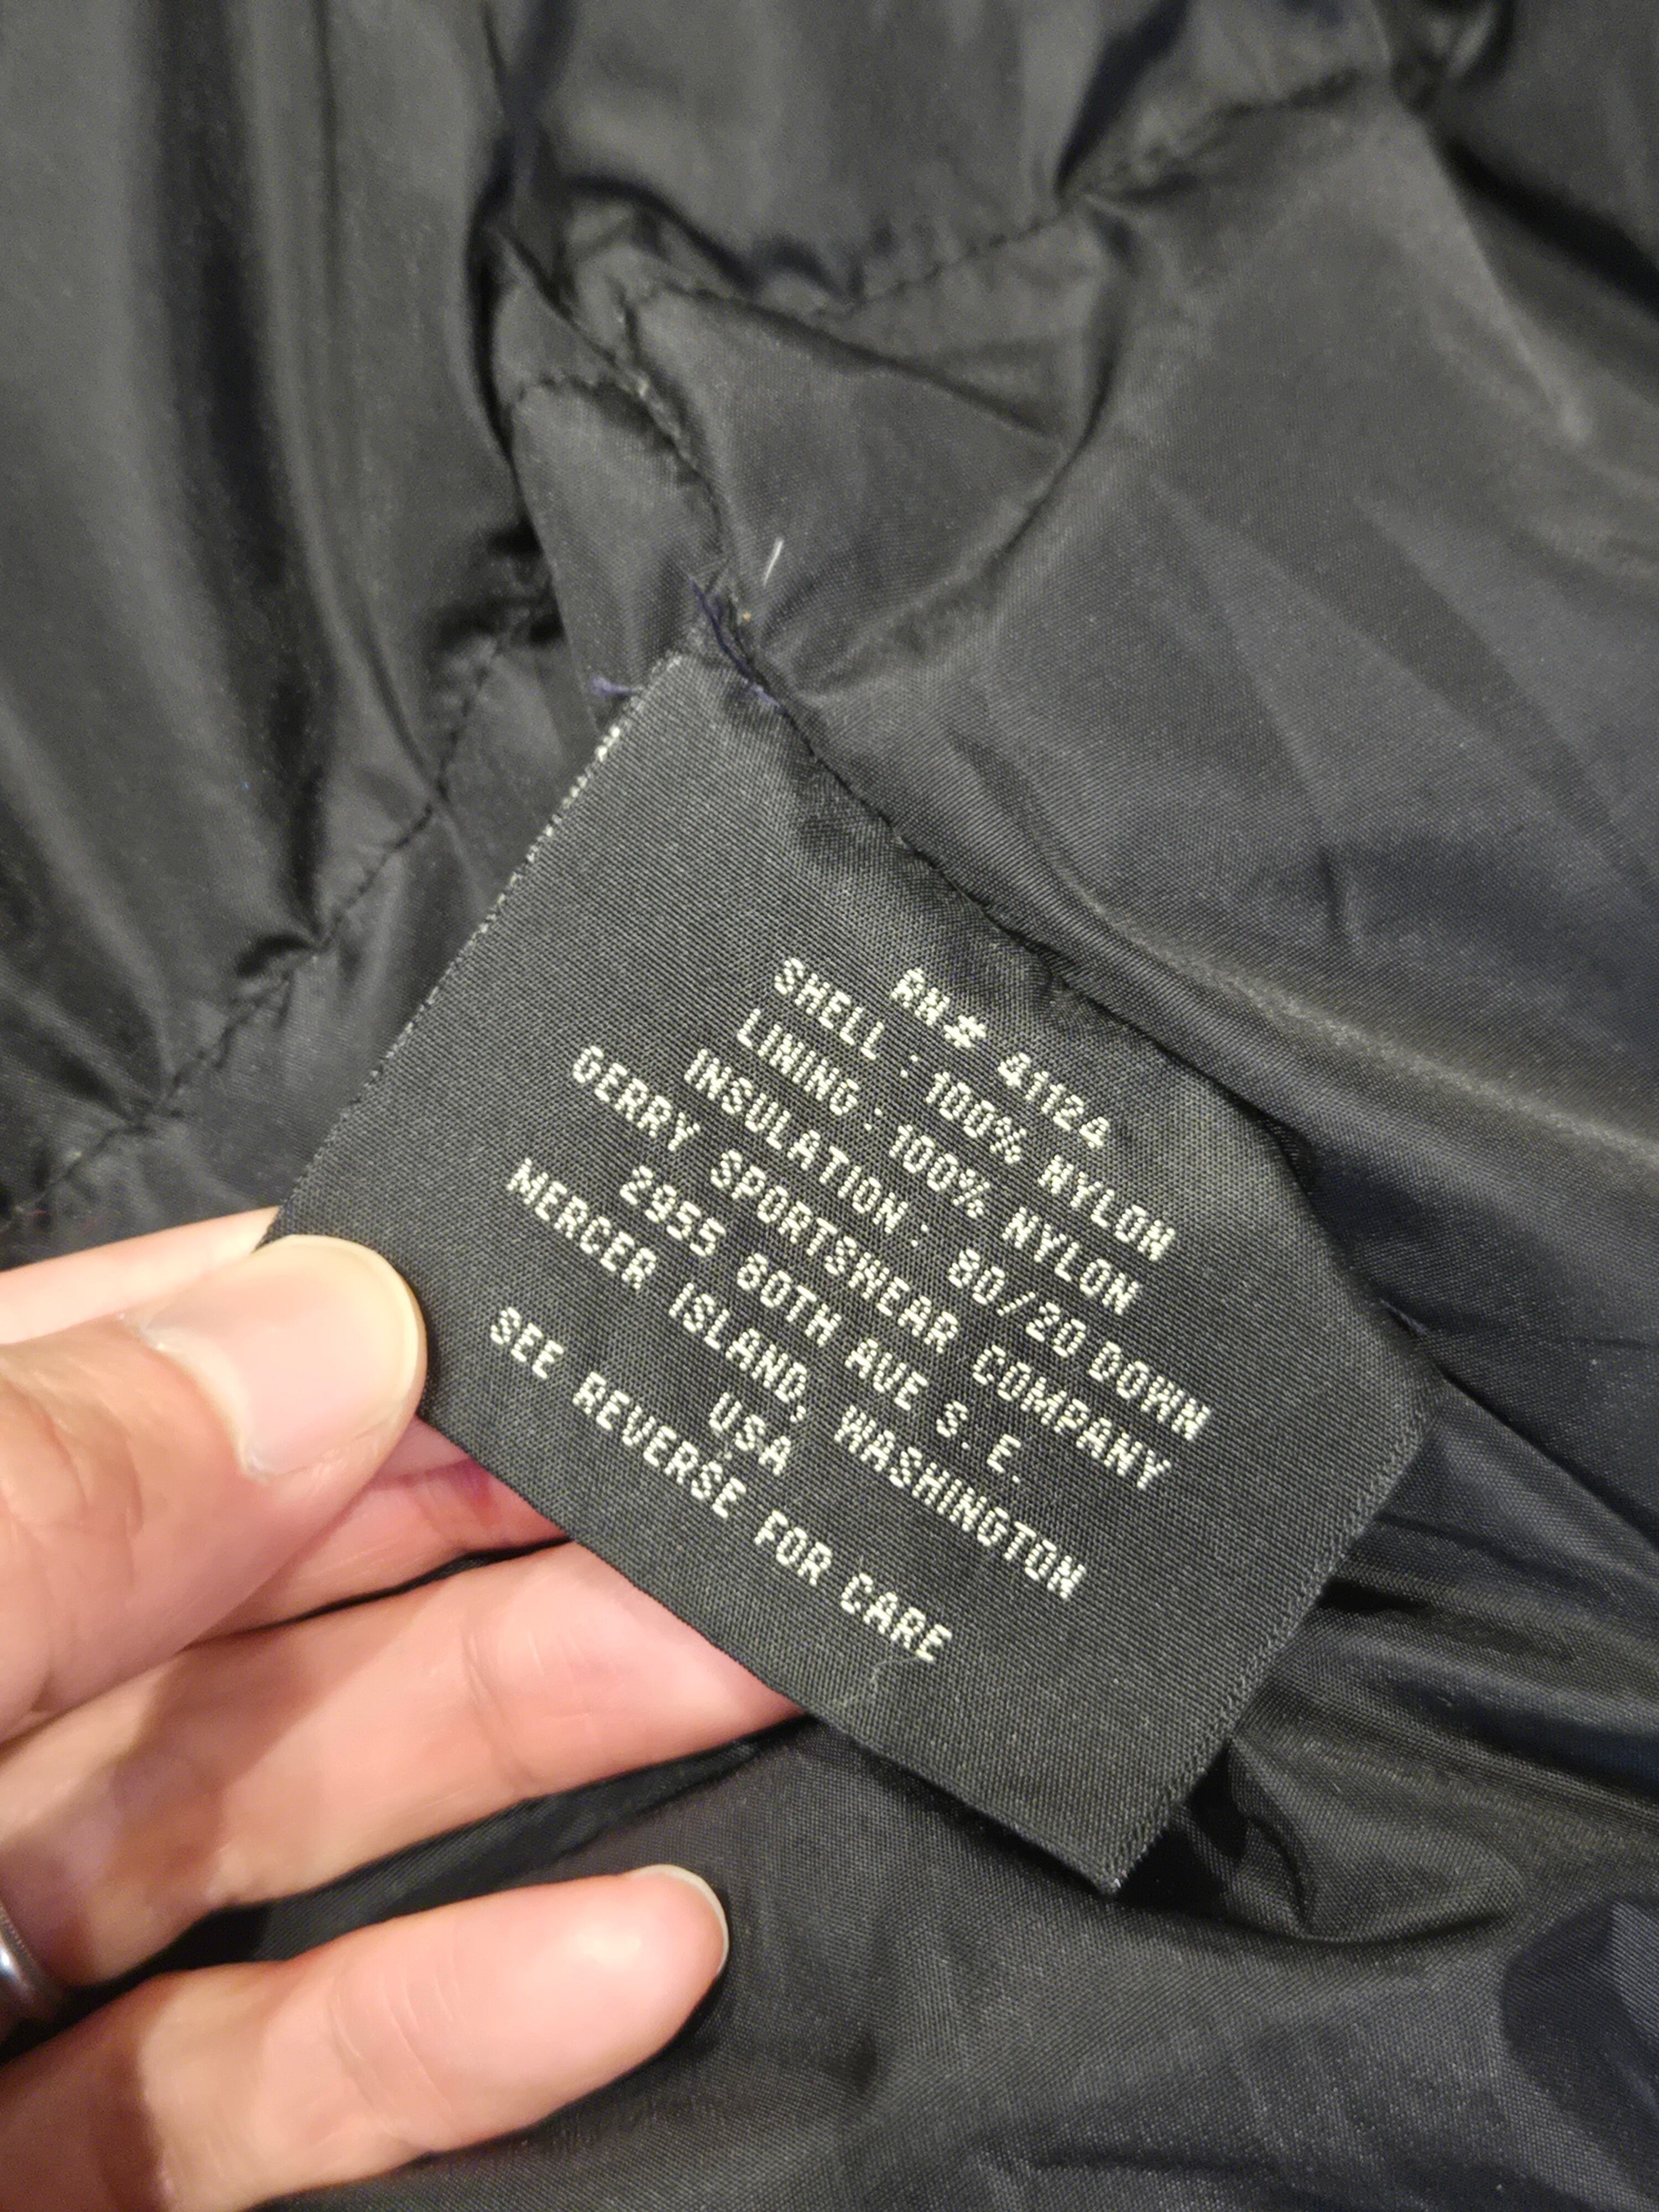 RN# 41124
SHELL : 100% NYLON
LINING : 100% NYLON
INSULATION : 80/20 DOWN
GERRY SPORTSWEAR COMPANY
2955 80TH AVE S.E.
MERCER ISLAND, WASHINGTON
USA
SEE REVERSE FOR CARE